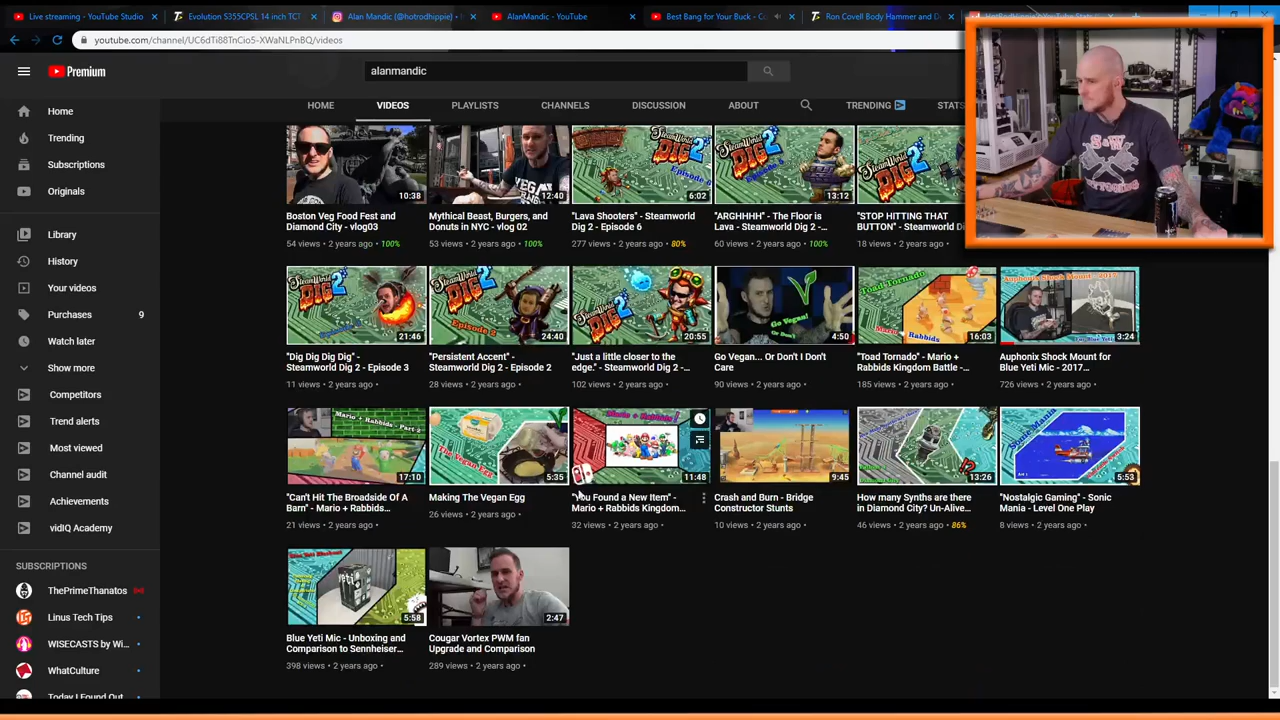 Live streaming - YouTube Studio
Evolution S355CPSL 14 inch TCT
Alan Mandic (@hotrodhippie) •
AlanMandic - YouTube
Best Bang for Your Buck - Co
Ron Covell Body Hammer and D
youtube.com/channel/UC6dTi88TnCio5-XWaNLPnBQ/videos
Premium
alanmandic
Home
Trending
Subscriptions
Originals
Library
History
Your videos
Purchases 9
Watch later
Show more
Competitors
Trend alerts
Most viewed
Channel audit
Achievements
vidIQ Academy
SUBSCRIPTIONS
ThePrimeThanatos
Linus Tech Tips
WISECASTS by Wi...
WhatCulture
Today I Found Out
HOME VIDEOS PLAYLISTS CHANNELS DISCUSSION ABOUT TRENDING STATS
10:38 12:40 6:02 13:12
Boston Veg Food Fest and
Diamond City - vlog03
54 views • 2 years ago • 100%
Mythical Beast, Burgers, and
Donuts in NYC - vlog 02
53 views • 2 years ago • 100%
"Lava Shooters" - Steamworld
Dig 2 - Episode 6
277 views • 2 years ago • 80%
"ARGHHHH" - The Floor is
Lava - Steamworld Dig 2 -
60 views • 2 years ago • 100%
"STOP HITTING THAT
BUTTON" - Steamworld Di
18 views • 2 years ago •
21:46 24:40 20:55 4:50 16:03 3:24
"Dig Dig Dig Dig" -
Steamworld Dig 2 - Episode 3
11 views • 2 years ago •
"Persistent Accent" -
Steamworld Dig 2 - Episode 2
28 views • 2 years ago •
"Just a little closer to the
edge." - Steamworld Dig 2 -...
102 views • 2 years ago •
Go Vegan... Or Don't I Don't
Care
90 views • 2 years ago •
"Toad Tornado" - Mario +
Rabbids Kingdom Battle -...
185 views • 2 years ago •
Auphonix Shock Mount for
Blue Yeti Mic - 2017...
726 views • 2 years ago •
17:10 5:35 11:48 9:45 13:26 5:53
"Can't Hit The Broadside Of A
Barn" - Mario + Rabbids...
21 views • 2 years ago •
Making The Vegan Egg
26 views • 2 years ago •
"You Found a New Item" -
Mario + Rabbids Kingdom...
32 views • 2 years ago •
Crash and Burn - Bridge
Constructor Stunts
10 views • 2 years ago •
How many Synths are there
in Diamond City? Un-Alive...
46 views • 2 years ago • 86%
"Nostalgic Gaming" - Sonic
Mania - Level One Play
8 views • 2 years ago •
5:58 2:47
Blue Yeti Mic - Unboxing and
Comparison to Sennheiser...
398 views • 2 years ago •
Cougar Vortex PWM fan
Upgrade and Comparison
289 views • 2 years ago •